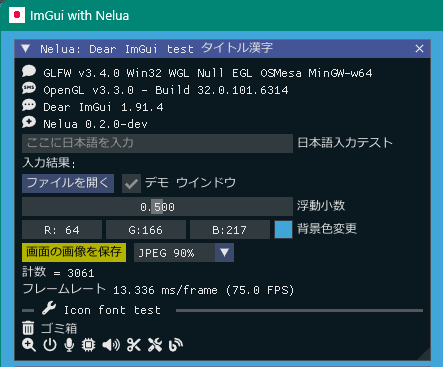 ImGui with Nelua
Nelua: Dear ImGui test タイトル漢字
GLFW v3.4.0 Win32 WGL Null EGL OSMesa MinGW-w64
OpenGL v3.3.0 - Build 32.0.101.6314
Dear ImGui 1.91.4
Nelua 0.2.0-dev
ここに日本語を入力 日本語入力テスト
入力結果:
ファイルを開く デモ ウインドウ
0.500 浮動小数
R: 64 G:166 B:217 背景色変更
画面の画像を保存 JPEG 90%
計数 = 3061
フレームレート 13.336 ms/frame (75.0 FPS)
Icon font test
ゴミ箱